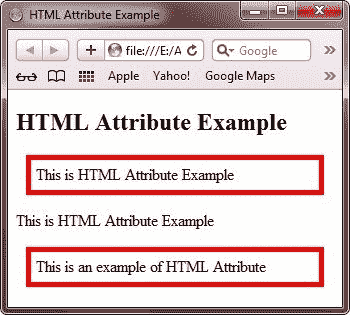 HTML Attribute Example
file:///E:/A
Google
Apple Yahoo! Google Maps
HTML Attribute Example
This is HTML Attribute Example
This is HTML Attribute Example
This is an example of HTML Attribute